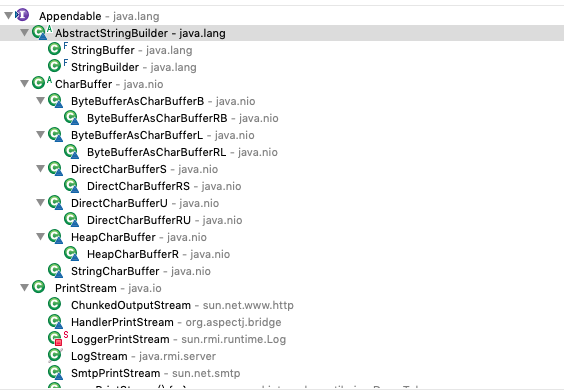 Appendable - java.lang
A AbstractStringBuilder - java.lang
F StringBuffer - java.lang
F StringBuilder - java.lang
A CharBuffer - java.nio
ByteBufferAsCharBufferB - java.nio
ByteBufferAsCharBufferRB - java.nio
ByteBufferAsCharBufferL - java.nio
ByteBufferAsCharBufferRL - java.nio
DirectCharBufferS - java.nio
DirectCharBufferRS - java.nio
DirectCharBufferU - java.nio
DirectCharBufferRU - java.nio
HeapCharBuffer - java.nio
HeapCharBufferR - java.nio
StringCharBuffer - java.nio
PrintStream - java.io
ChunkedOutputStream - sun.net.www.http
HandlerPrintStream - org.aspectj.bridge
S LoggerPrintStream - sun.rmi.runtime.Log
LogStream - java.rmi.server
SmtpPrintStream - sun.net.smtp